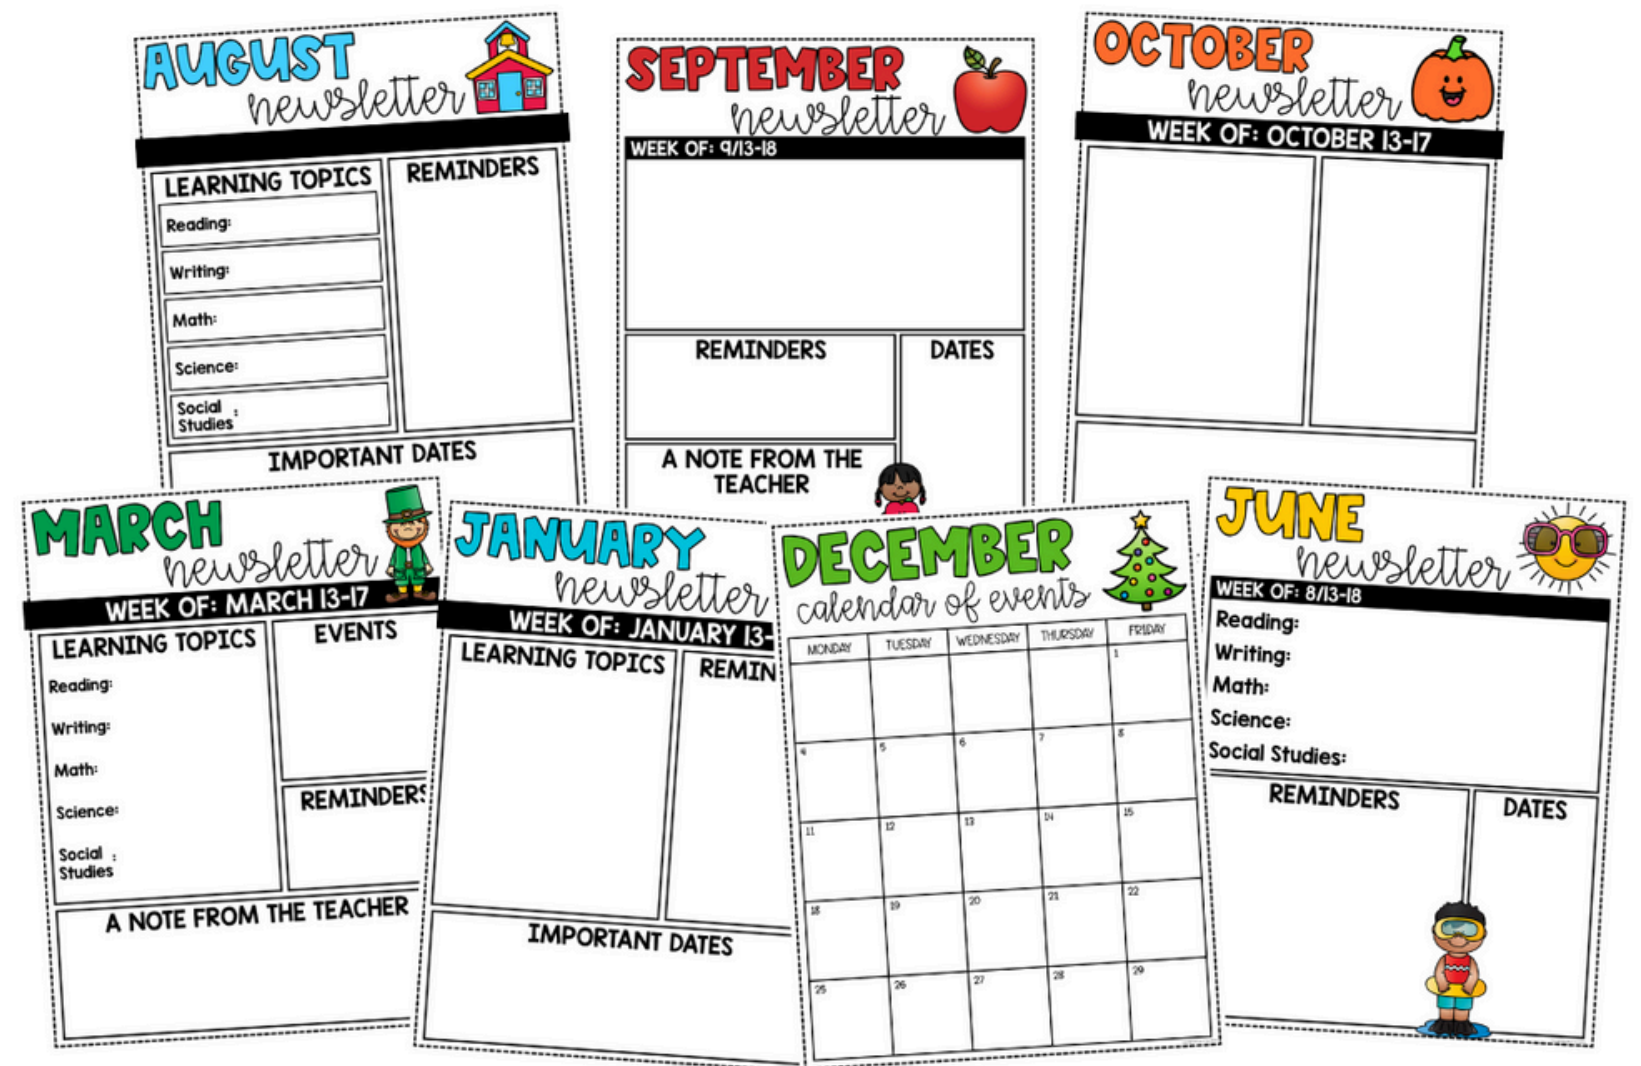 AUGUST
newsletter
LEARNING TOPICS
Reading:
Writing:
Math:
Science:
Social :
Studies
REMINDERS
IMPORTANT DATES
SEPTEMBER
newsletter
WEEK OF: 9/13-18
REMINDERS
DATES
A NOTE FROM THE
TEACHER
OCTOBER
newsletter
WEEK OF: OCTOBER 13-17
MARCH
newsletter
WEEK OF: MARCH 13-17
LEARNING TOPICS
Reading:
Writing:
Math:
Science:
Social :
Studies
EVENTS
REMINDERS
A NOTE FROM THE TEACHER
JANUARY
newsletter
WEEK OF: JANUARY 13-
LEARNING TOPICS
REMIN
IMPORTANT DATES
DECEMBER
calendar of events
MONDAY TUESDAY WEDNESDAY THURSDAY FRIDAY
1
4 5 6 7 8
11 12 13 14 15
18 19 20 21 22
25 26 27 28 29
JUNE
newsletter
WEEK OF: 8/13-18
Reading:
Writing:
Math:
Science:
Social Studies:
REMINDERS
DATES